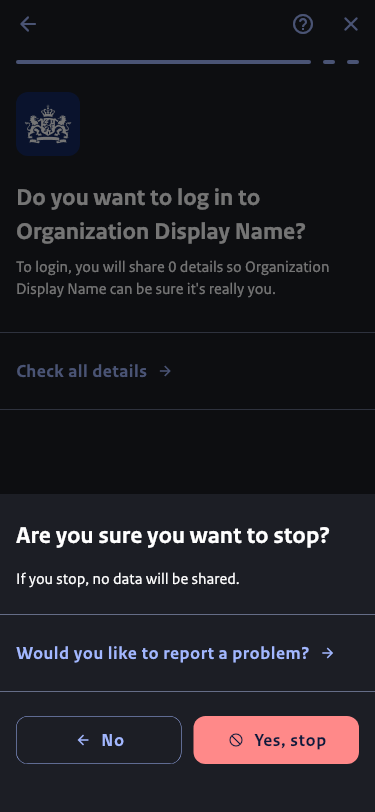 Do you want to log in to
Organization Display Name?
To login, you will share 0 details so Organization
Display Name can be sure it's really you.
Check all details
Are you sure you want to stop?
If you stop, no data will be shared.
Would you like to report a problem?
No
Yes, stop